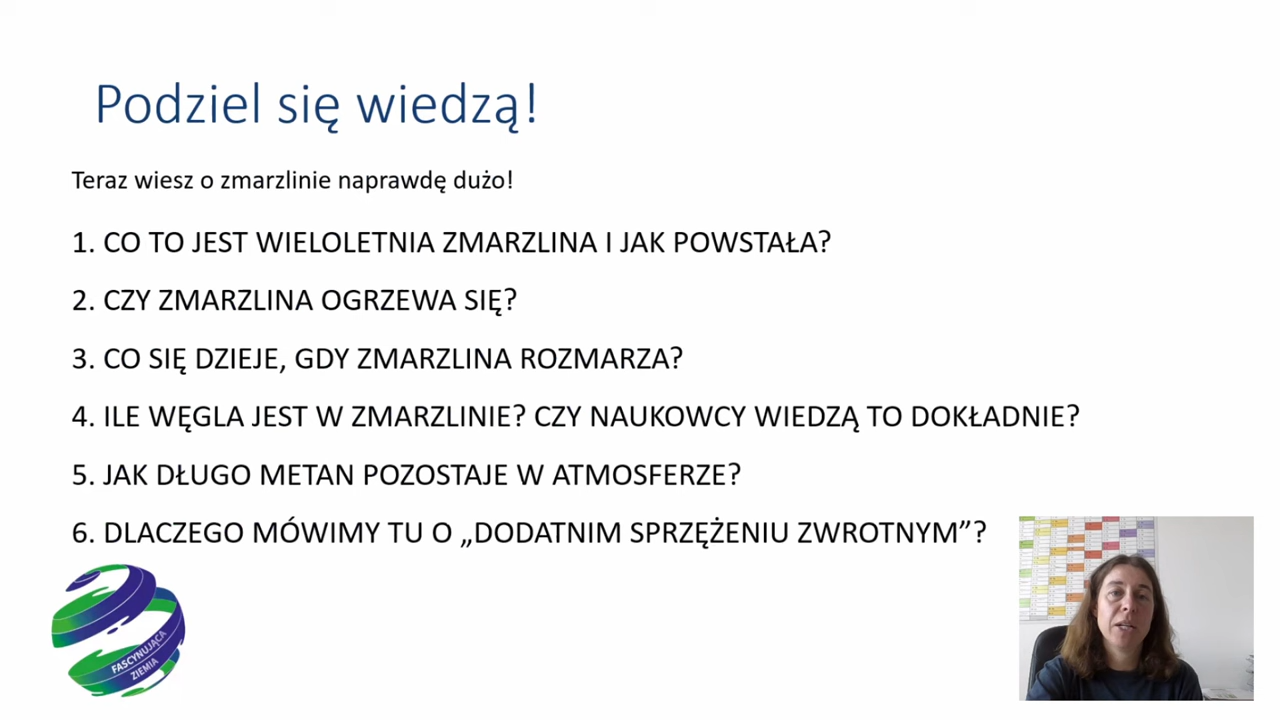 Podziel się wiedzą!
Teraz wiesz o zmarzlinie naprawdę dużo!
1. CO TO JEST WIELOLETNIA ZMARZLINA I JAK POWSTAŁA?
2. CZY ZMARZLINA OGRZEWA SIĘ?
3. CO SIĘ DZIEJE, GDY ZMARZLINA ROZMARZA?
4. ILE WĘGLA JEST W ZMARZLINIE? CZY NAUKOWCY WIEDZĄ TO DOKŁADNIE?
5. JAK DŁUGO METAN POZOSTAJE W ATMOSFERZE?
6. DLACZEGO MÓWIMY TU O „DODATNIM SPRZĘŻENIU ZWROTNYM”?
FASCYNUJĄCA
ZIEMIA